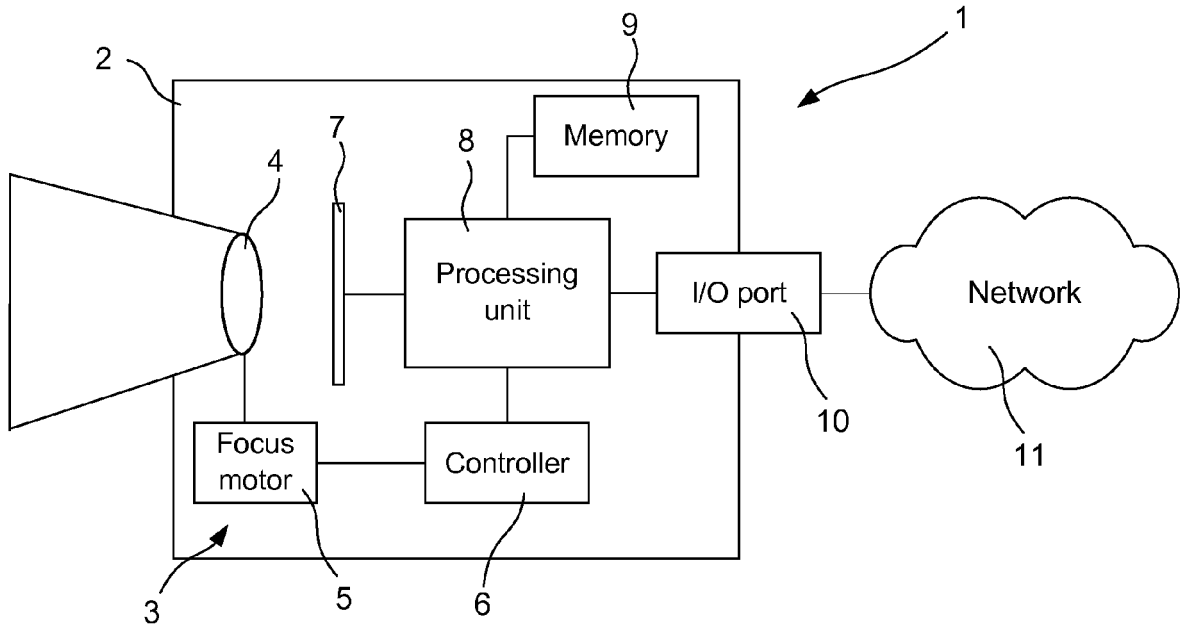 1
2
9
Memory
7
8
4
Processing
unit
I/O port
Network
10
11
Focus
motor
Controller
3
5
6